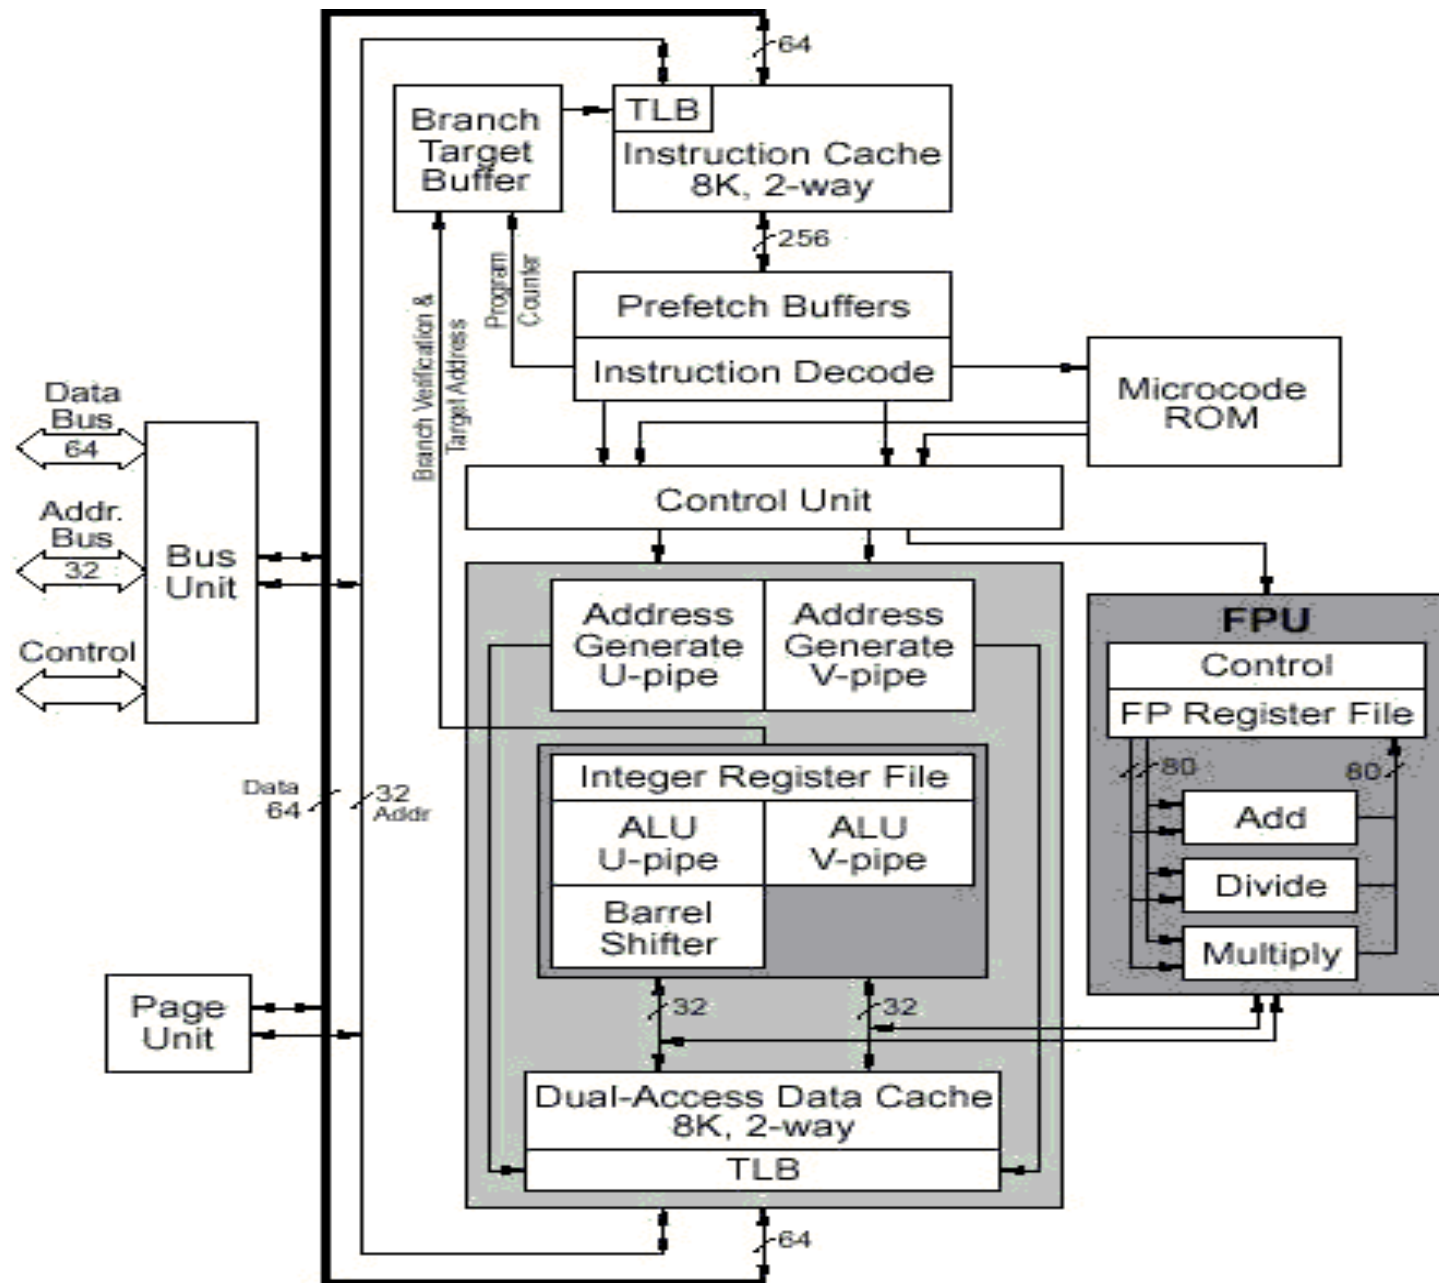 64
TLB
Branch
Target
Buffer
Instruction Cache
8K, 2-way
256
Program
Counter
Branch Verification &
Target Address
Prefetch Buffers
Instruction Decode
Microcode
ROM
Data
Bus
64
Addr.
Bus
32
Control
Bus
Unit
Control Unit
Address
Generate
U-pipe
Address
Generate
V-pipe
FPU
Control
FP Register File
80
80
Add
Divide
Multiply
Integer Register File
ALU
U-pipe
ALU
V-pipe
Barrel
Shifter
Data
64
32
Addr
Page
Unit
32
32
Dual-Access Data Cache
8K, 2-way
TLB
64